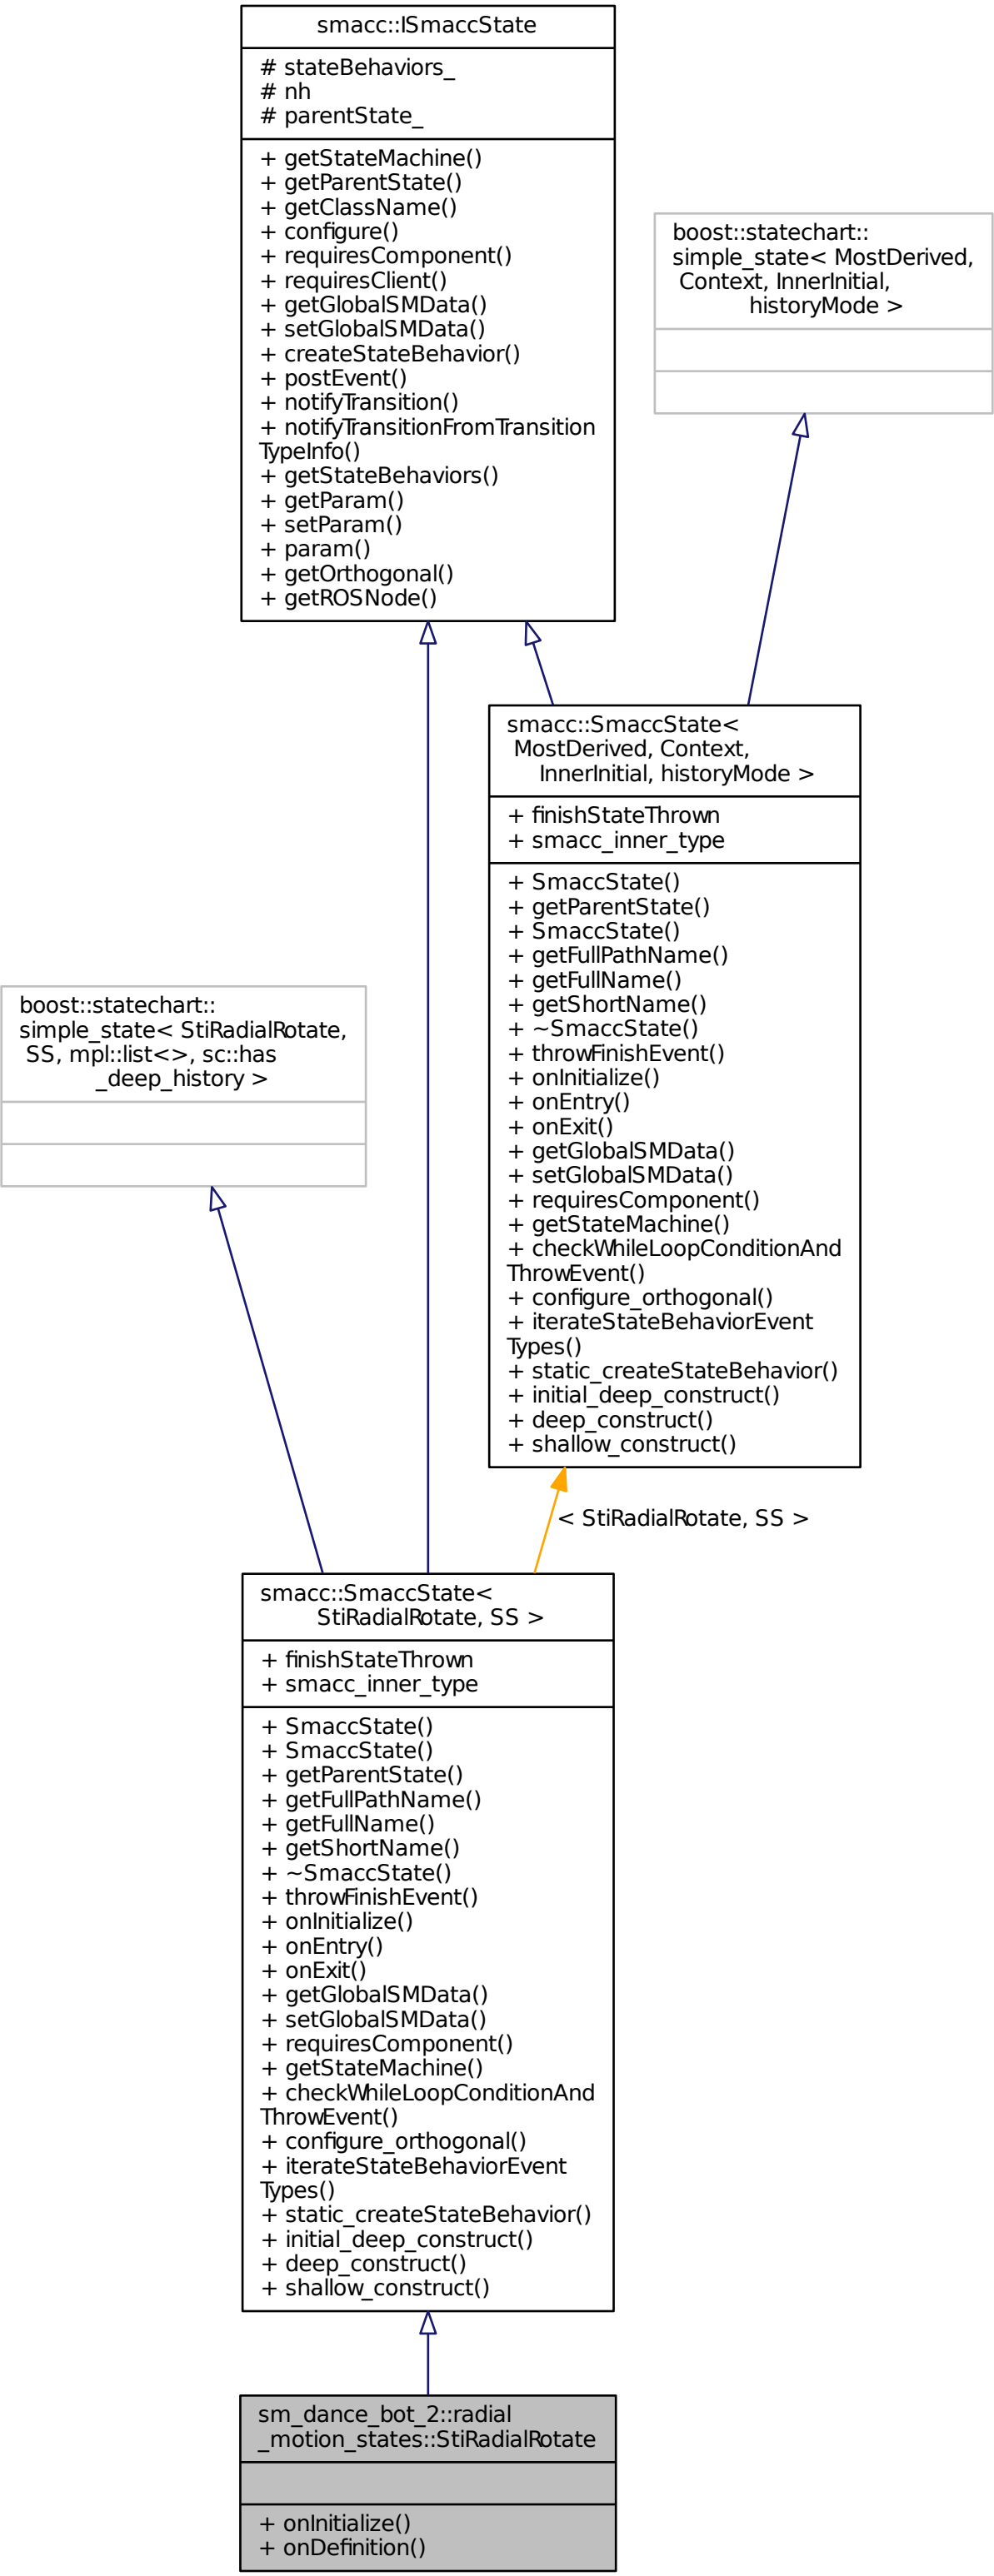 smacc::ISmaccState
# stateBehaviors_
# nh
# parentState_
+ getStateMachine()
+ getParentState()
+ getClassName()
+ configure()
+ requiresComponent()
+ requiresClient()
+ getGlobalSMData()
+ setGlobalSMData()
+ createStateBehavior()
+ postEvent()
+ notifyTransition()
+ notifyTransitionFromTransition
TypeInfo()
+ getStateBehaviors()
+ getParam()
+ setParam()
+ param()
+ getOrthogonal()
+ getROSNode()
boost::statechart::
simple_state< MostDerived,
Context, InnerInitial,
historyMode >
smacc::SmaccState<
MostDerived, Context,
InnerInitial, historyMode >
+ finishStateThrown
+ smacc_inner_type
+ SmaccState()
+ getParentState()
+ SmaccState()
+ getFullPathName()
+ getFullName()
+ getShortName()
+ ~SmaccState()
+ throwFinishEvent()
+ onInitialize()
+ onEntry()
+ onExit()
+ getGlobalSMData()
+ setGlobalSMData()
+ requiresComponent()
+ getStateMachine()
+ checkWhileLoopConditionAnd
ThrowEvent()
+ configure_orthogonal()
+ iterateStateBehaviorEvent
Types()
+ static_createStateBehavior()
+ initial_deep_construct()
+ deep_construct()
+ shallow_construct()
boost::statechart::
simple_state< StiRadialRotate,
SS, mpl::list<>, sc::has
_deep_history >
< StiRadialRotate, SS >
smacc::SmaccState<
StiRadialRotate, SS >
+ finishStateThrown
+ smacc_inner_type
+ SmaccState()
+ SmaccState()
+ getParentState()
+ getFullPathName()
+ getFullName()
+ getShortName()
+ ~SmaccState()
+ throwFinishEvent()
+ onInitialize()
+ onEntry()
+ onExit()
+ getGlobalSMData()
+ setGlobalSMData()
+ requiresComponent()
+ getStateMachine()
+ checkWhileLoopConditionAnd
ThrowEvent()
+ configure_orthogonal()
+ iterateStateBehaviorEvent
Types()
+ static_createStateBehavior()
+ initial_deep_construct()
+ deep_construct()
+ shallow_construct()
sm_dance_bot_2::radial
_motion_states::StiRadialRotate
+ onInitialize()
+ onDefinition()